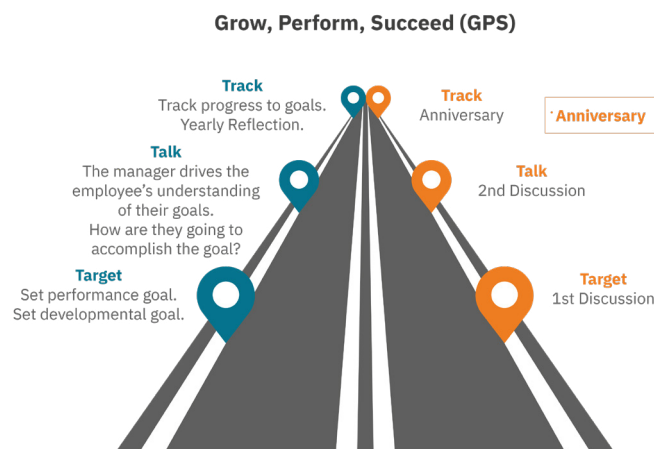 Grow, Perform, Succeed (GPS)
Track
Track progress to goals.
Yearly Reflection.
Talk
The manager drives the
employee’s understanding
of their goals.
How are they going to
accomplish the goal?
Target
Set performance goal.
Set developmental goal.
Track
Anniversary
Anniversary
Talk
2nd Discussion
Target
1st Discussion